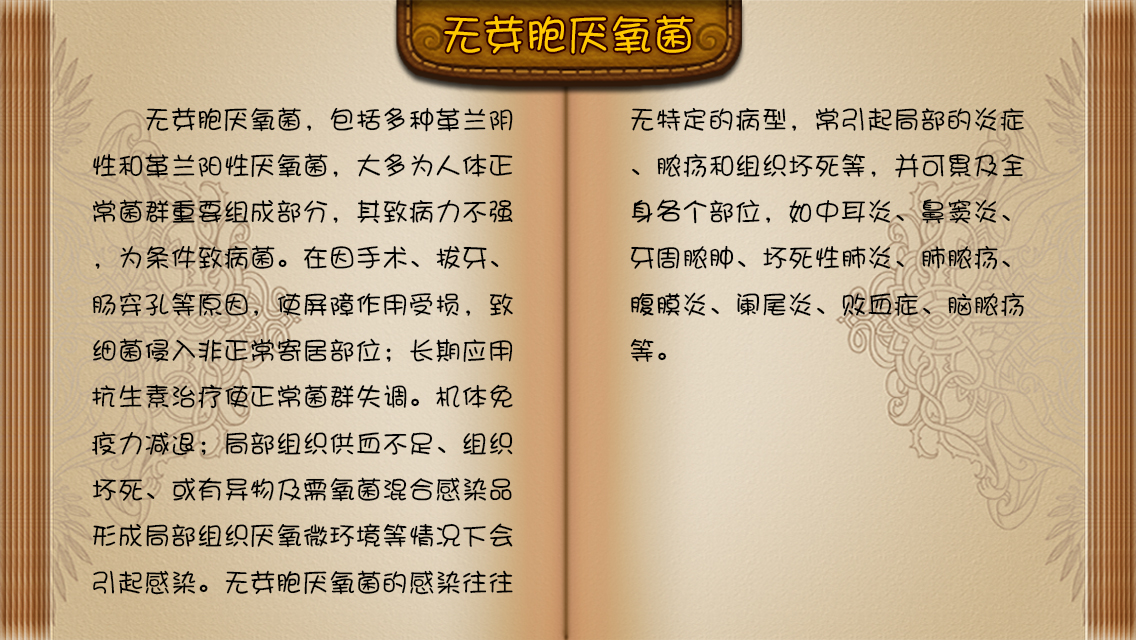 无芽胞厌氧菌
无芽胞厌氧菌，包括多种革兰阴
性和革兰阳性厌氧菌，大多为人体正
常菌群重要组成部分，其致病力不强
，为条件致病菌。在因手术、拔牙、
肠穿孔等原因，使屏障作用受损，致
细菌侵入非正常寄居部位；长期应用
抗生素治疗使正常菌群失调。机体免
疫力减退；局部组织供血不足、组织
坏死、或有异物及需氧菌混合感染品
形成局部组织厌氧微环境等情况下会
引起感染。无芽胞厌氧菌的感染往往
无特定的病型，常引起局部的炎症
、脓疡和组织坏死等，并可累及全
身各个部位，如中耳炎、鼻窦炎、
牙周脓肿、坏死性肺炎、肺脓疡、
腹膜炎、阑尾炎、败血症、脑脓疡
等。